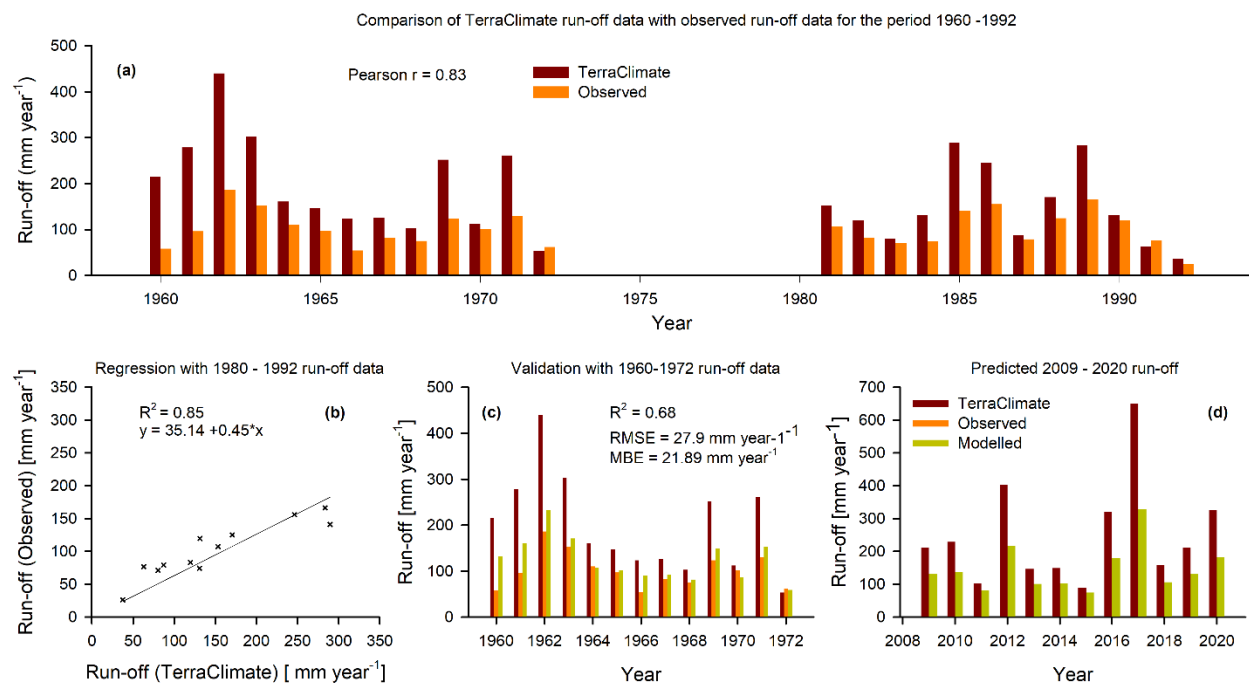 Comparison of TerraClimate run-off data with observed run-off data for the period 1960 -1992
(a)
Pearson r = 0.83
TerraClimate
Observed
Run-off (mm year-1)
500
400
300
200
100
0
1960 1965 1970 1975 1980 1985 1990
Year
Regression with 1980 - 1992 run-off data
(b)
R2 = 0.85
y = 35.14 +0.45*x
Run-off (Observed) [mm year-1]
350
300
250
200
150
100
50
0
0 50 100 150 200 250 300 350
Run-off (TerraClimate) [ mm year-1]
Validation with 1960-1972 run-off data
(c)
R2 = 0.68
RMSE = 27.9 mm year-1-1
MBE = 21.89 mm year-1
Run-off [mm year-1]
500
400
300
200
100
0
1960 1962 1964 1966 1968 1970 1972
Year
Predicted 2009 - 2020 run-off
TerraClimate
Observed
Modelled
(d)
Run-off [mm year-1]
700
600
500
400
300
200
100
0
2008 2010 2012 2014 2016 2018 2020
Year